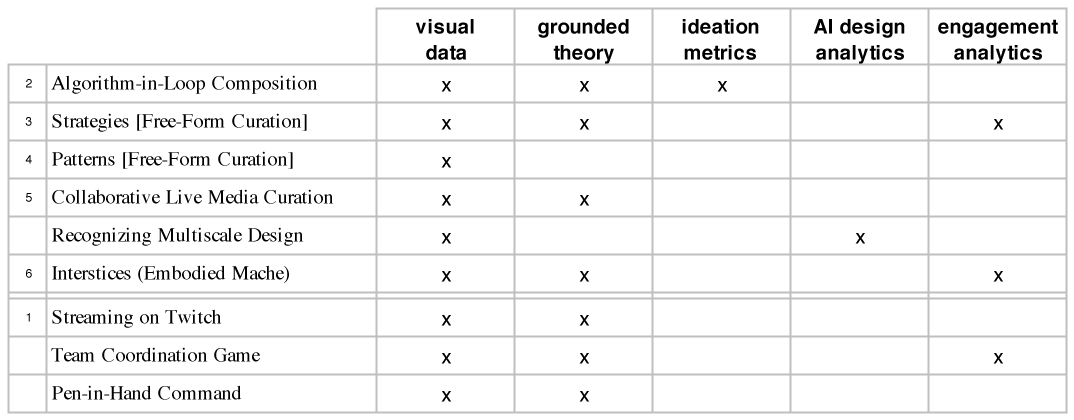 visual data grounded theory ideation metrics AI design analytics engagement analytics
2 Algorithm-in-Loop Composition x x x
3 Strategies [Free-Form Curation] x x x
4 Patterns [Free-Form Curation] x
5 Collaborative Live Media Curation x x
Recognizing Multiscale Design x x
6 Interstices (Embodied Mache) x x x
1 Streaming on Twitch x x
Team Coordination Game x x x
Pen-in-Hand Command x x